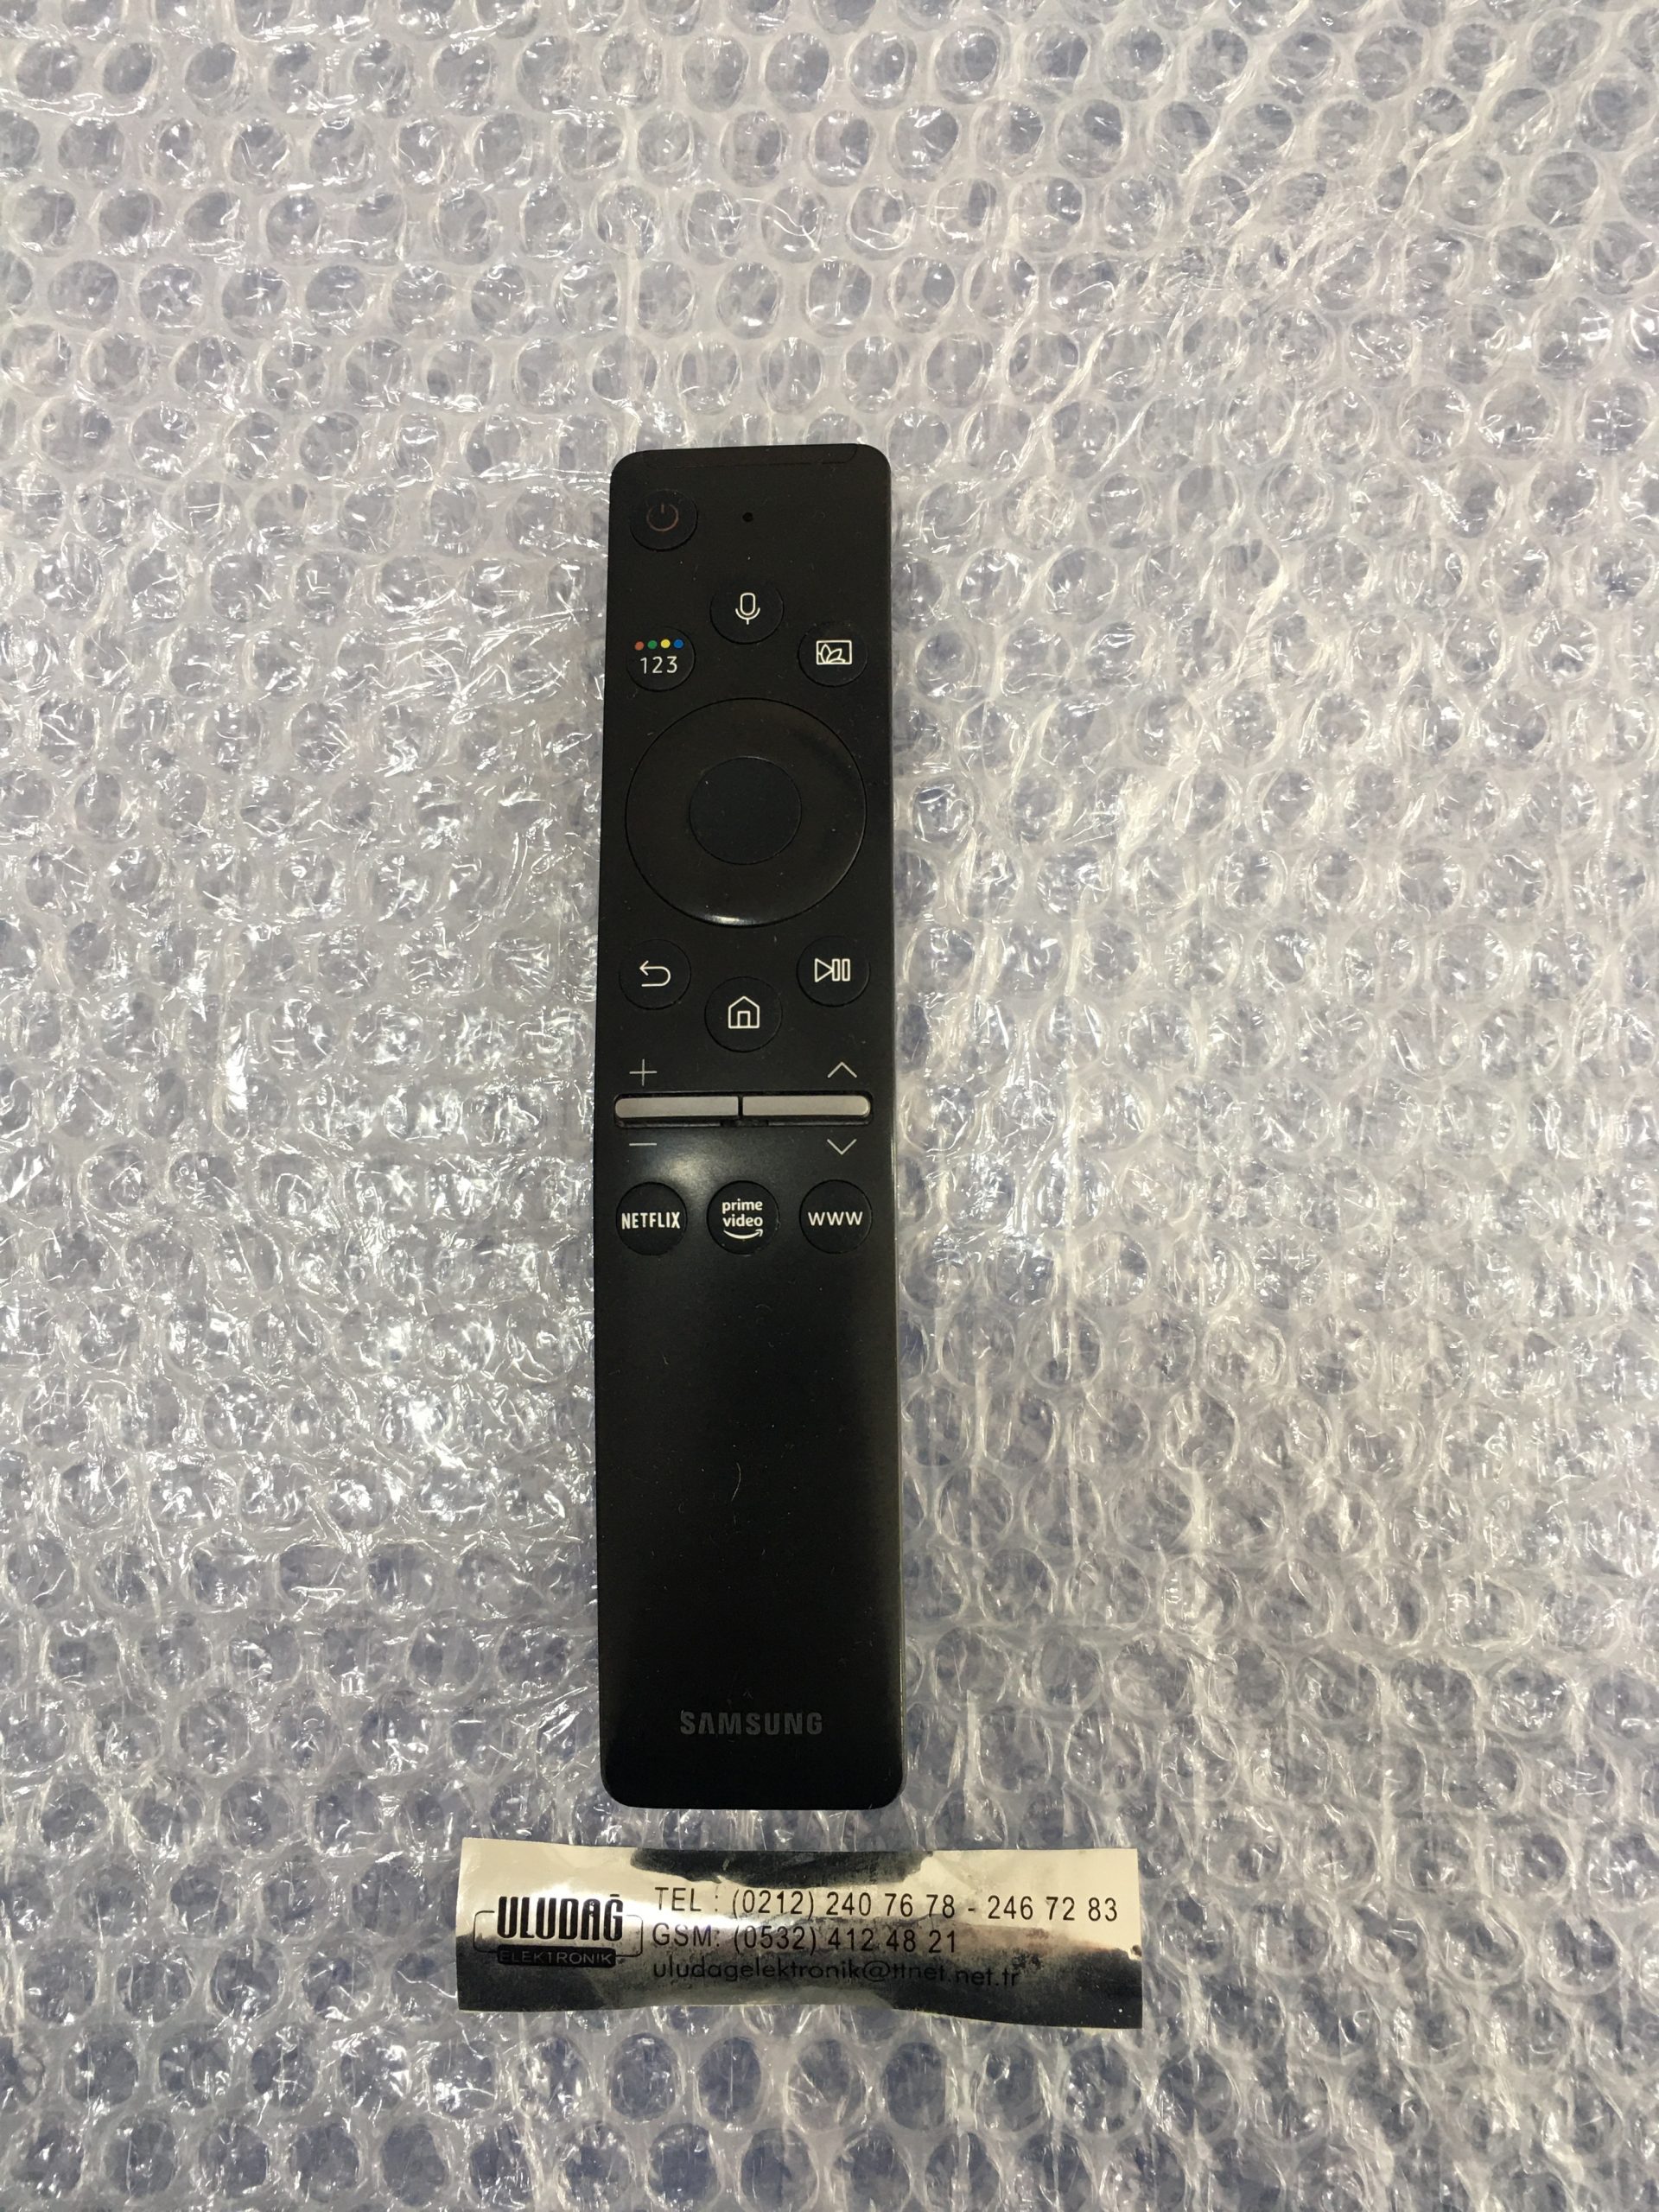 123
NETFLIX
prime
video
WWW
SAMSUNG
ULUDAĞ
ELEKTRONIK
TEL : (0212) 240 76 78 - 246 72 83
GSM: (0532) 412 48 21
uludagelektronik@ttnet.net.tr